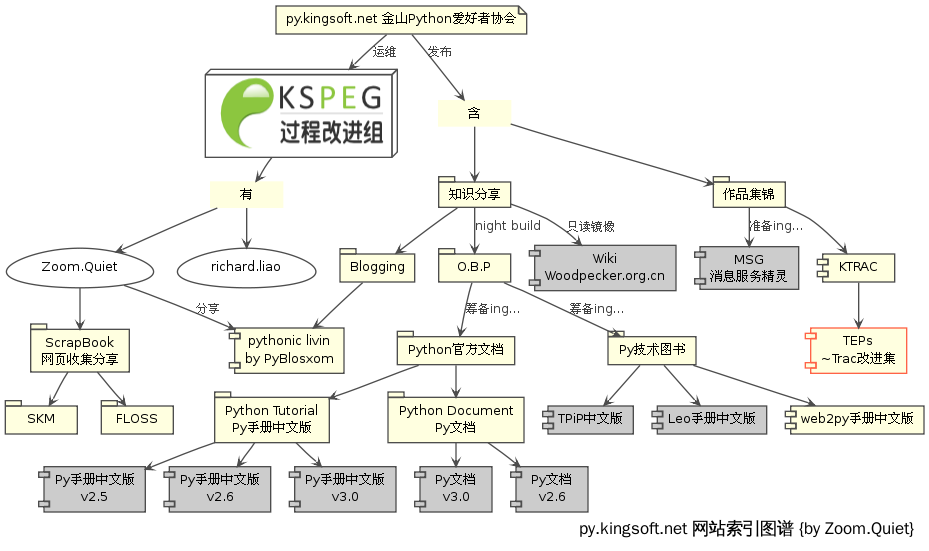 py.kingsoft.net 金山Python爱好者协会
运维
发布
KSPEG
过程改进组
含
有
知识分享
作品集锦
night build
只读镜像
准备ing...
Zoom.Quiet
richard.liao
Blogging
O.B.P
Wiki
Woodpecker.org.cn
MSG
消息服务精灵
KTRAC
分享
筹备ing...
筹备ing...
ScrapBook
网页收集分享
pythonic livin
by PyBlosxom
Python官方文档
Py技术图书
TEPs
~Trac改进集
SKM
FLOSS
Python Tutorial
Py手册中文版
Python Document
Py文档
TPiP中文版
Leo手册中文版
web2py手册中文版
Py手册中文版
v2.5
Py手册中文版
v2.6
Py手册中文版
v3.0
Py文档
v3.0
Py文档
v2.6
py.kingsoft.net 网站索引图谱 {by Zoom.Quiet}